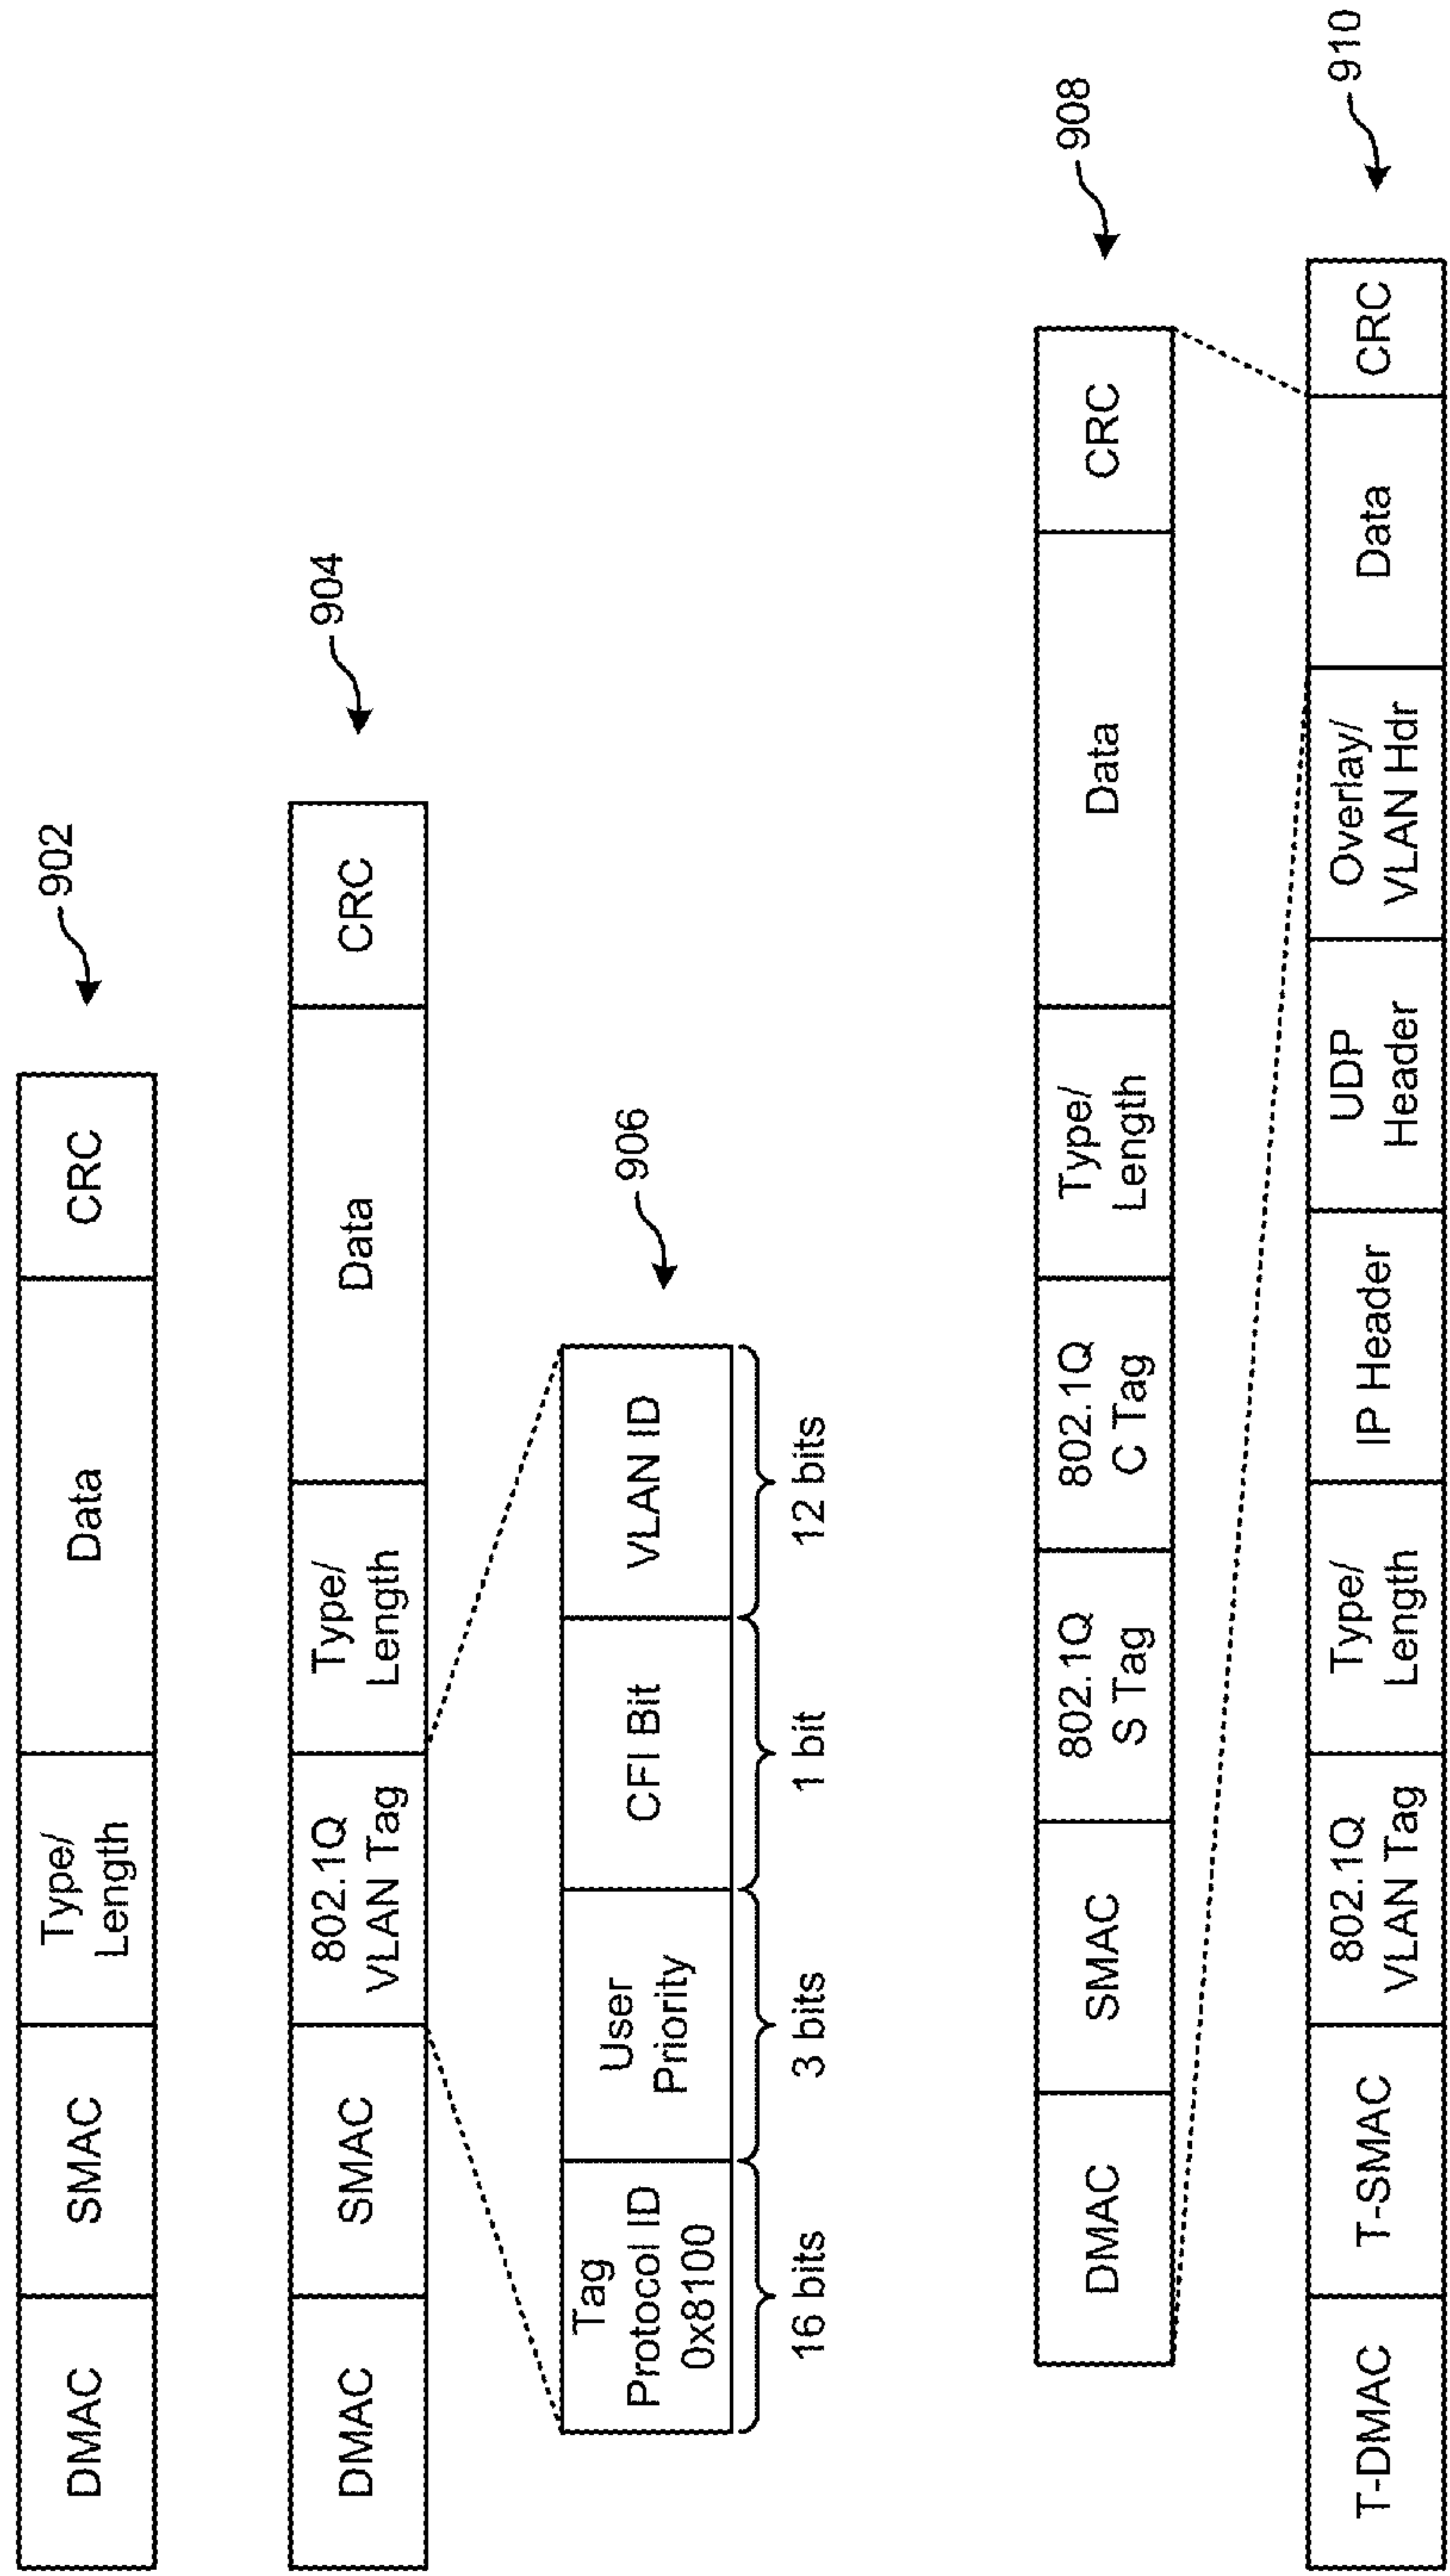 902
DMAC
SMAC
Type/
Length
Data
CRC
904
DMAC
SMAC
802.1Q
VLAN Tag
Type/
Length
Data
CRC
906
Tag
Protocol ID
0x8100
User
Priority
CFI Bit
VLAN ID
16 bits
3 bits
1 bit
12 bits
908
DMAC
SMAC
802.1Q
S Tag
802.1Q
C Tag
Type/
Length
Data
CRC
910
T-DMAC
T-SMAC
802.1Q
VLAN Tag
Type/
Length
IP Header
UDP
Header
Overlay/
VLAN Hdr
Data
CRC